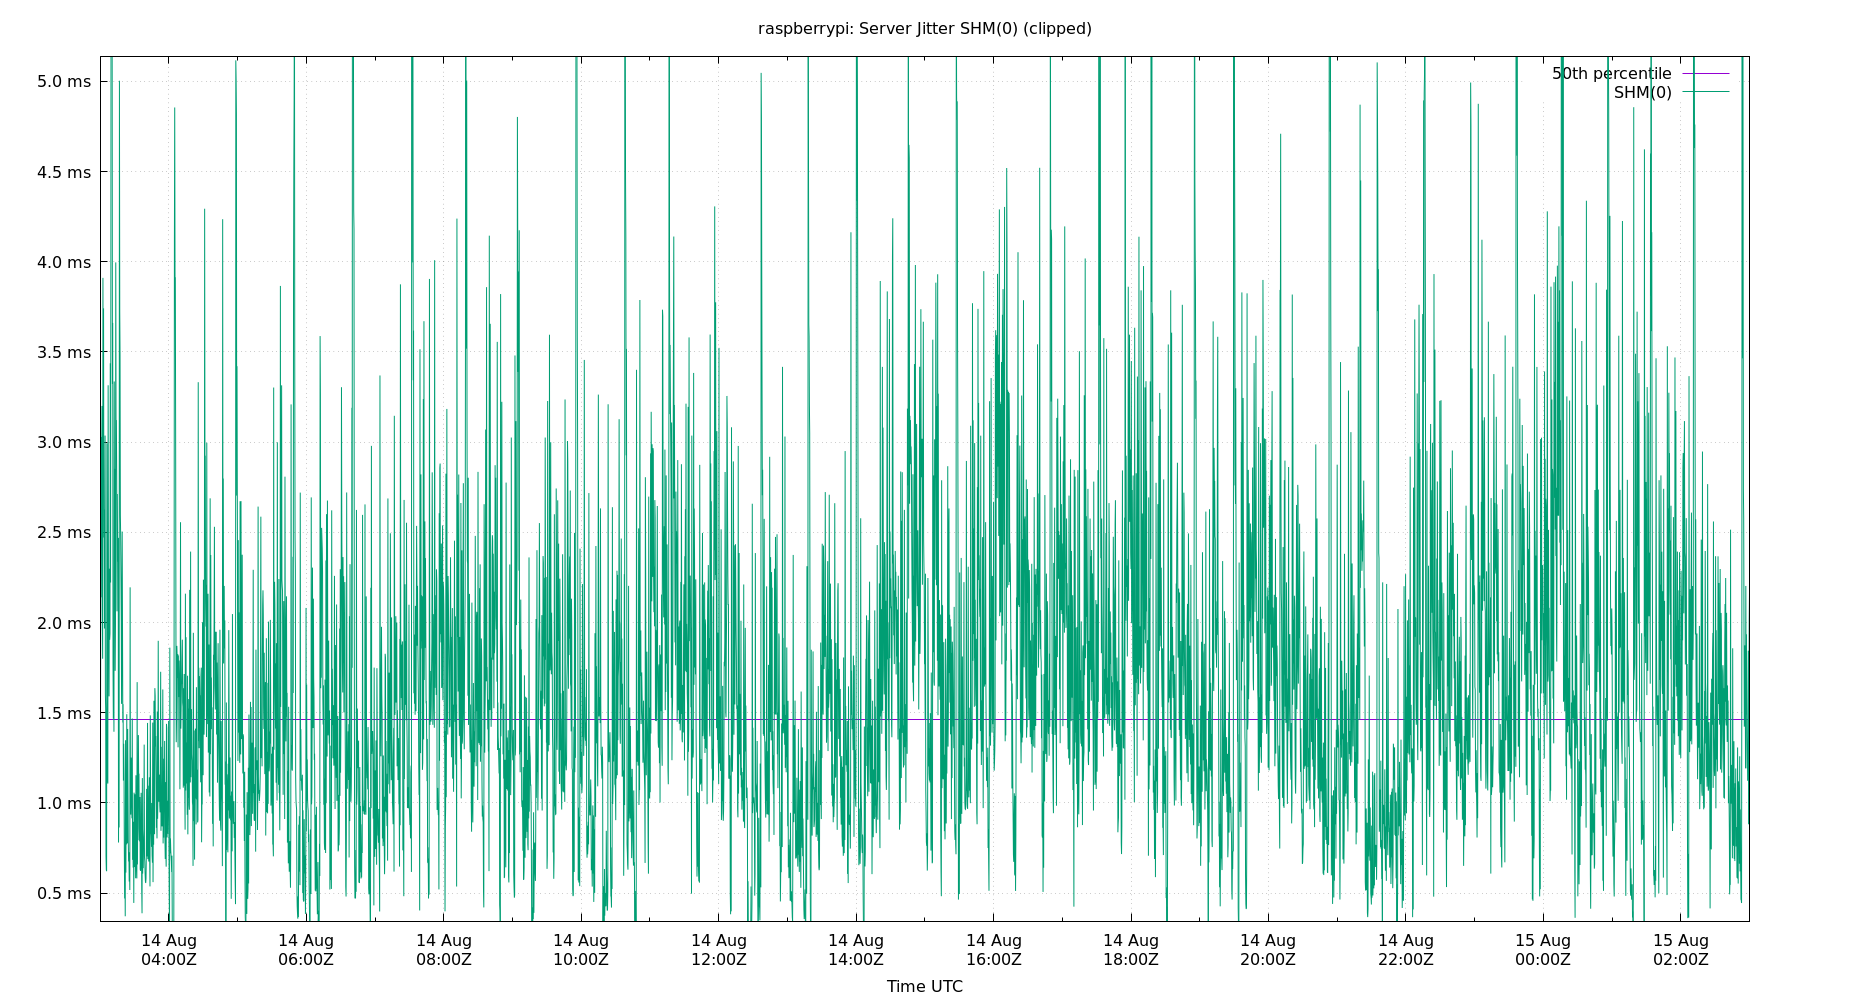 raspberrypi: Server Jitter SHM(0) (clipped)
50th percentile
SHM(0)
5.0 ms
4.5 ms
4.0 ms
3.5 ms
3.0 ms
2.5 ms
2.0 ms
1.5 ms
1.0 ms
0.5 ms
14 Aug 14 Aug 14 Aug 14 Aug 14 Aug 14 Aug 14 Aug 14 Aug 14 Aug 14 Aug 15 Aug 15 Aug
04:00Z 06:00Z 08:00Z 10:00Z 12:00Z 14:00Z 16:00Z 18:00Z 20:00Z 22:00Z 00:00Z 02:00Z
Time UTC